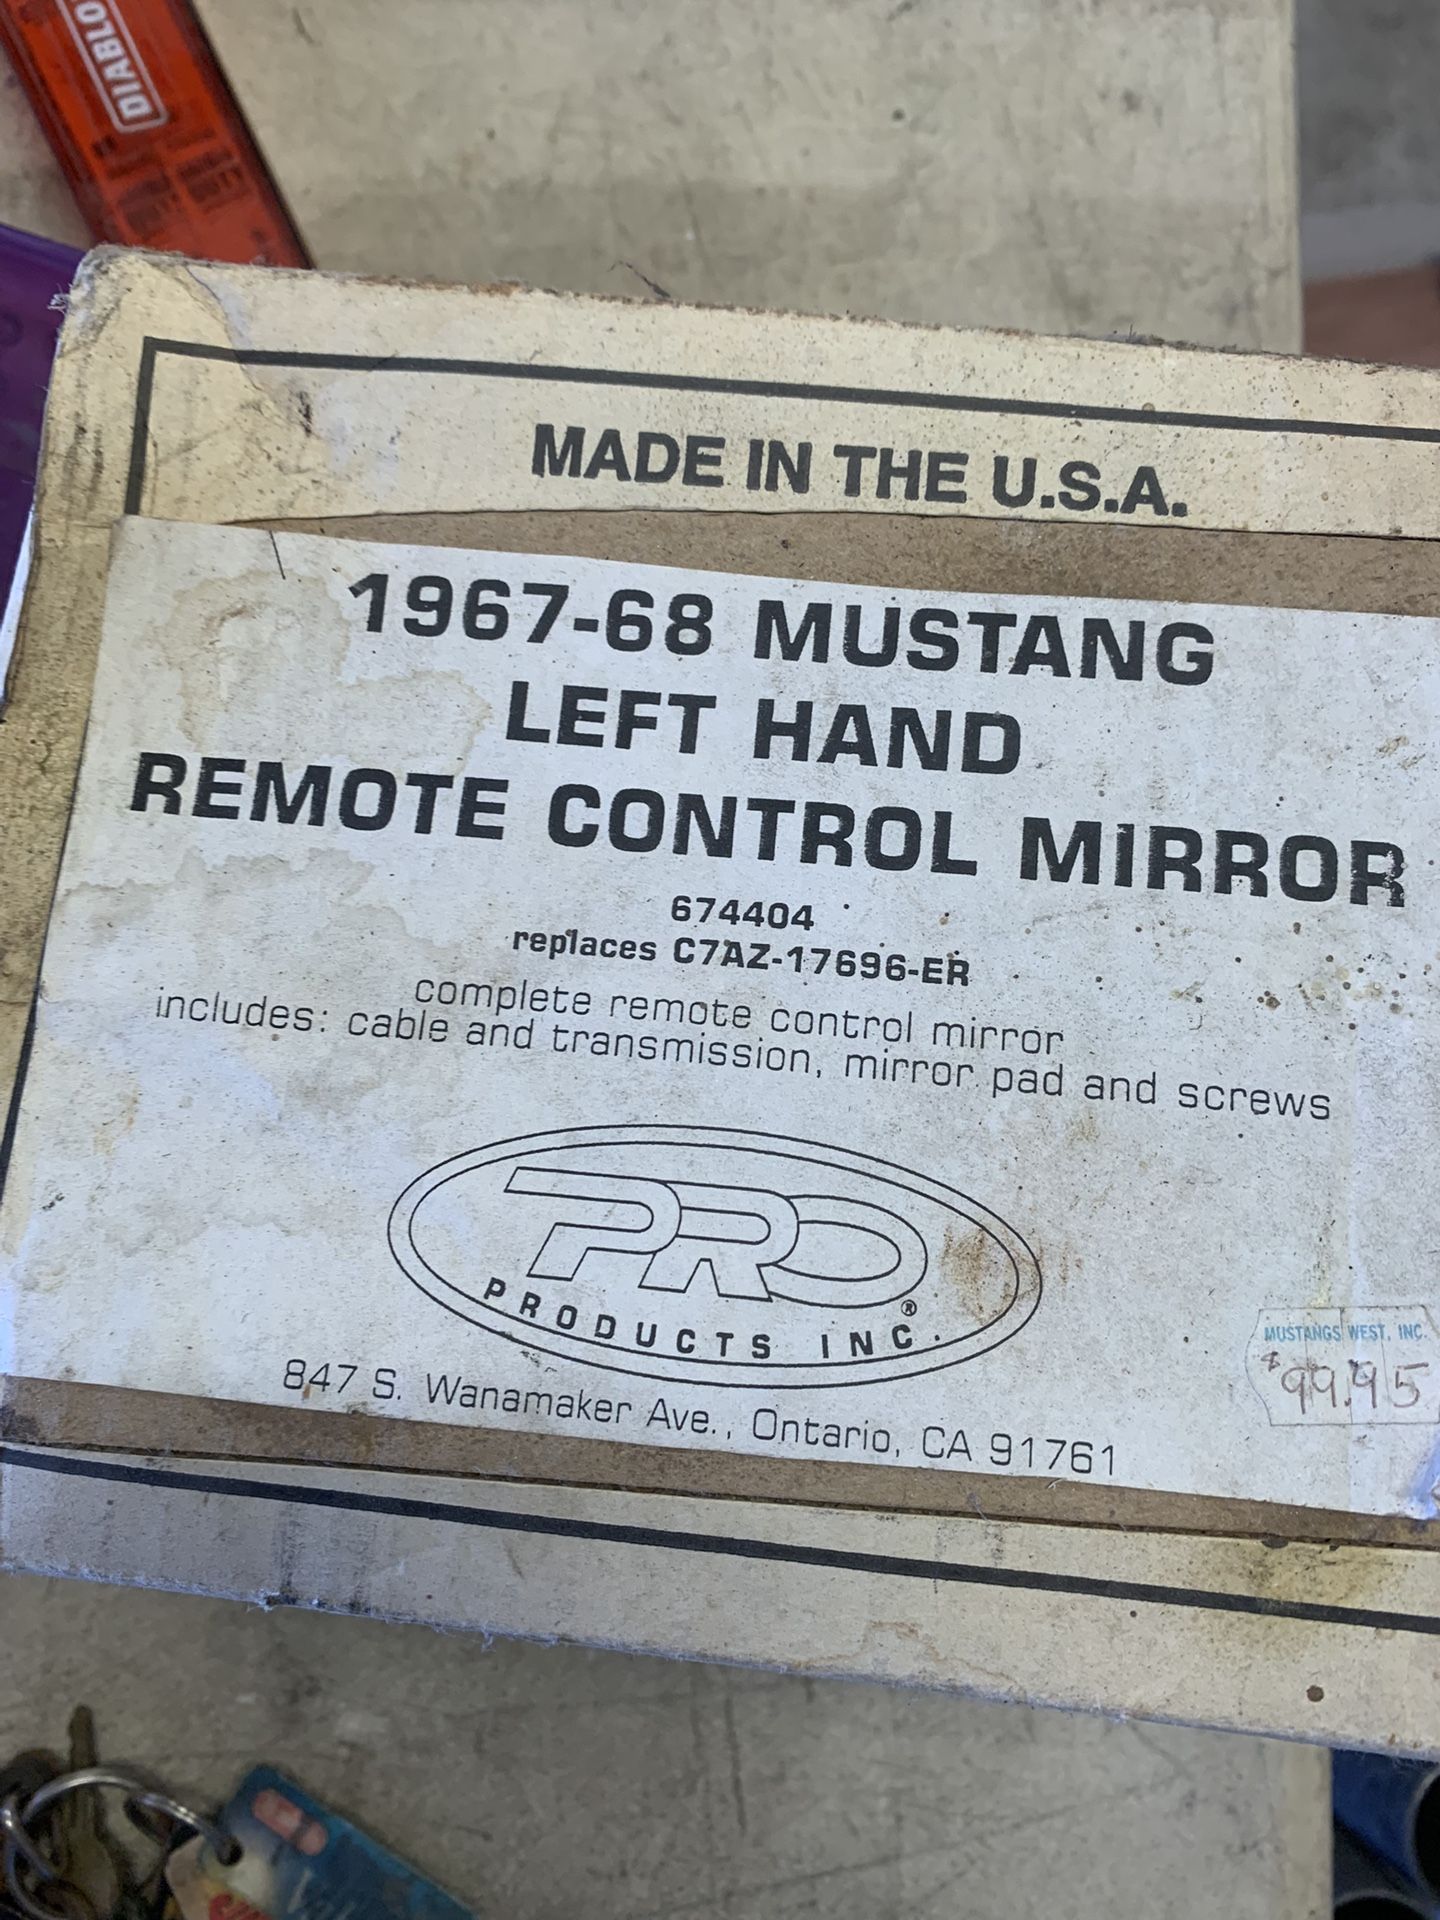 DIABLO
MADE IN THE U.S.A.
1967-68 MUSTANG
LEFT HAND
REMOTE CONTROL MIRROR
674404
replaces C7AZ-17696-ER
complete remote control mirror
includes: cable and transmission, mirror pad and screws
PRO®
PRODUCTS INC.
847 S. Wanamaker Ave., Ontario, CA 91761
MUSTANGS WEST, INC.
$99.95